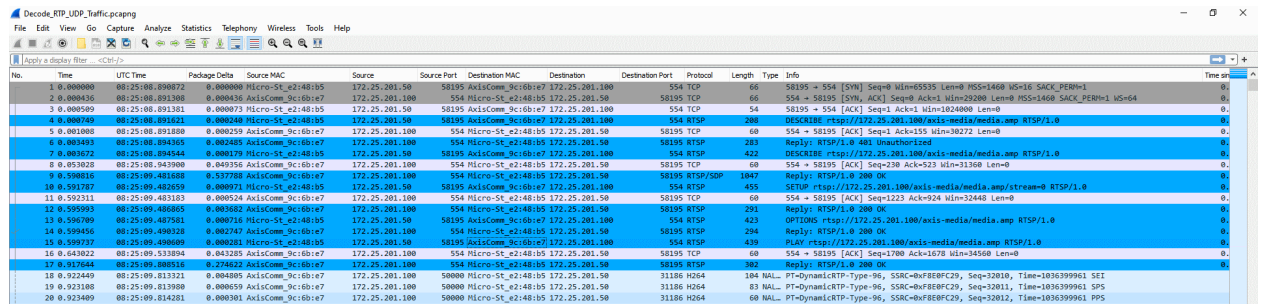 Decode_RTP_UDP_Traffic.pcapng
File Edit View Go Capture Analyze Statistics Telephony Wireless Tools Help
Apply a display filter ... <Ctrl-/>
No. Time UTC Time Package Delta Source MAC Source Source Port Destination MAC Destination Destination Port Protocol Length Type Info Time sin
1 0.000000 08:25:08.890872 0.000000 Micro-St_e2:48:b5 172.25.201.50 58195 AxisComm_9c:6b:e7 172.25.201.100 554 TCP 66 58195 → 554 [SYN] Seq=0 Win=65535 Len=0 MSS=1460 WS=16 SACK_PERM=1 0.
2 0.000436 08:25:08.891308 0.000436 AxisComm_9c:6b:e7 172.25.201.100 554 Micro-St_e2:48:b5 172.25.201.50 58195 TCP 66 554 → 58195 [SYN, ACK] Seq=0 Ack=1 Win=29200 Len=0 MSS=1460 SACK_PERM=1 WS=64 0.
3 0.000509 08:25:08.891381 0.000073 Micro-St_e2:48:b5 172.25.201.50 58195 AxisComm_9c:6b:e7 172.25.201.100 554 TCP 54 58195 → 554 [ACK] Seq=1 Ack=1 Win=1024000 Len=0 0.
4 0.000749 08:25:08.891621 0.000240 Micro-St_e2:48:b5 172.25.201.50 58195 AxisComm_9c:6b:e7 172.25.201.100 554 RTSP 208 DESCRIBE rtsp://172.25.201.100/axis-media/media.amp RTSP/1.0 0.
5 0.001008 08:25:08.891880 0.000259 AxisComm_9c:6b:e7 172.25.201.100 554 Micro-St_e2:48:b5 172.25.201.50 58195 TCP 60 554 → 58195 [ACK] Seq=1 Ack=155 Win=30272 Len=0 0.
6 0.003493 08:25:08.894365 0.002485 AxisComm_9c:6b:e7 172.25.201.100 554 Micro-St_e2:48:b5 172.25.201.50 58195 RTSP 283 Reply: RTSP/1.0 401 Unauthorized 0.
7 0.003672 08:25:08.894544 0.000179 Micro-St_e2:48:b5 172.25.201.50 58195 AxisComm_9c:6b:e7 172.25.201.100 554 RTSP 422 DESCRIBE rtsp://172.25.201.100/axis-media/media.amp RTSP/1.0 0.
8 0.053028 08:25:08.943900 0.049356 AxisComm_9c:6b:e7 172.25.201.100 554 Micro-St_e2:48:b5 172.25.201.50 58195 TCP 60 554 → 58195 [ACK] Seq=230 Ack=523 Win=31360 Len=0 0.
9 0.590816 08:25:09.481688 0.537788 AxisComm_9c:6b:e7 172.25.201.100 554 Micro-St_e2:48:b5 172.25.201.50 58195 RTSP/SDP 1047 Reply: RTSP/1.0 200 OK 0.
10 0.591787 08:25:09.482659 0.000971 Micro-St_e2:48:b5 172.25.201.50 58195 AxisComm_9c:6b:e7 172.25.201.100 554 RTSP 455 SETUP rtsp://172.25.201.100/axis-media/media.amp/stream=0 RTSP/1.0 0.
11 0.592311 08:25:09.483183 0.000524 AxisComm_9c:6b:e7 172.25.201.100 554 Micro-St_e2:48:b5 172.25.201.50 58195 TCP 60 554 → 58195 [ACK] Seq=1223 Ack=924 Win=32448 Len=0 0.
12 0.595993 08:25:09.486865 0.003682 AxisComm_9c:6b:e7 172.25.201.100 554 Micro-St_e2:48:b5 172.25.201.50 58195 RTSP 291 Reply: RTSP/1.0 200 OK 0.
13 0.596709 08:25:09.487581 0.000716 Micro-St_e2:48:b5 172.25.201.50 58195 AxisComm_9c:6b:e7 172.25.201.100 554 RTSP 423 OPTIONS rtsp://172.25.201.100/axis-media/media.amp RTSP/1.0 0.
14 0.599456 08:25:09.490328 0.002747 AxisComm_9c:6b:e7 172.25.201.100 554 Micro-St_e2:48:b5 172.25.201.50 58195 RTSP 294 Reply: RTSP/1.0 200 OK 0.
15 0.599737 08:25:09.490609 0.000281 Micro-St_e2:48:b5 172.25.201.50 58195 AxisComm_9c:6b:e7 172.25.201.100 554 RTSP 439 PLAY rtsp://172.25.201.100/axis-media/media.amp RTSP/1.0 0.
16 0.643022 08:25:09.533894 0.043285 AxisComm_9c:6b:e7 172.25.201.100 554 Micro-St_e2:48:b5 172.25.201.50 58195 TCP 60 554 → 58195 [ACK] Seq=1700 Ack=1678 Win=34560 Len=0 0.
17 0.917644 08:25:09.808516 0.274622 AxisComm_9c:6b:e7 172.25.201.100 554 Micro-St_e2:48:b5 172.25.201.50 58195 RTSP 302 Reply: RTSP/1.0 200 OK 0.
18 0.922449 08:25:09.813321 0.004805 AxisComm_9c:6b:e7 172.25.201.100 50000 Micro-St_e2:48:b5 172.25.201.50 31186 H264 104 NAL… PT=DynamicRTP-Type-96, SSRC=0xF8E0FC29, Seq=32010, Time=1036399961 SEI
19 0.923108 08:25:09.813980 0.000659 AxisComm_9c:6b:e7 172.25.201.100 50000 Micro-St_e2:48:b5 172.25.201.50 31186 H264 83 NAL… PT=DynamicRTP-Type-96, SSRC=0xF8E0FC29, Seq=32011, Time=1036399961 SPS
20 0.923409 08:25:09.814281 0.000301 AxisComm_9c:6b:e7 172.25.201.100 50000 Micro-St_e2:48:b5 172.25.201.50 31186 H264 60 NAL… PT=DynamicRTP-Type-96, SSRC=0xF8E0FC29, Seq=32012, Time=1036399961 PPS